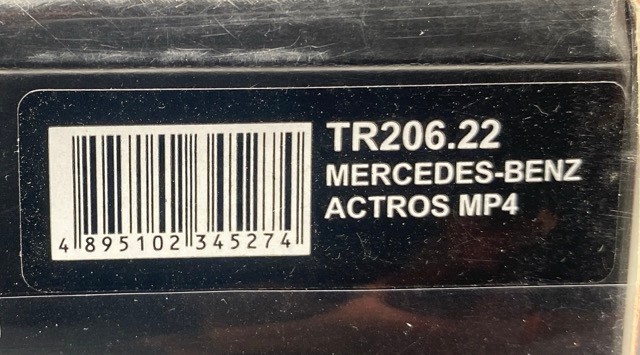 TR206.22
MERCEDES-BENZ
ACTROS MP4
4 895102 345274